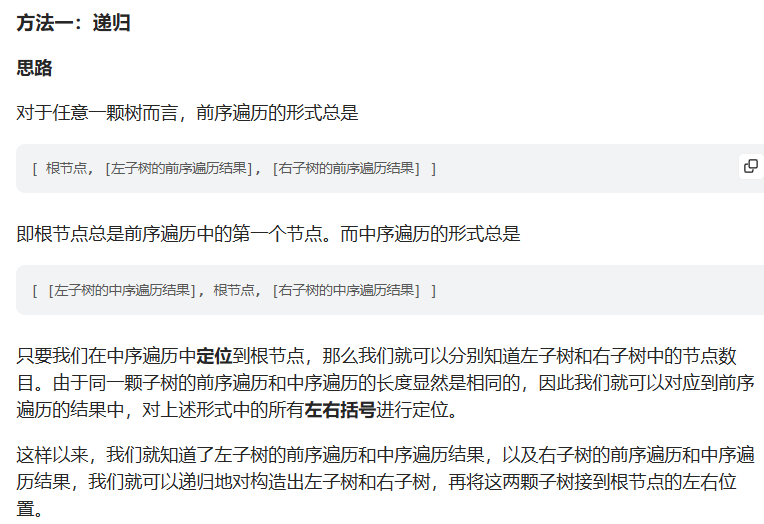 方法一：递归
思路
对于任意一颗树而言，前序遍历的形式总是
[ 根节点, [左子树的前序遍历结果], [右子树的前序遍历结果] ]
即根节点总是前序遍历中的第一个节点。而中序遍历的形式总是
[ [左子树的中序遍历结果], 根节点, [右子树的中序遍历结果] ]
只要我们在中序遍历中定位到根节点，那么我们就可以分别知道左子树和右子树中的节点数
目。由于同一颗子树的前序遍历和中序遍历的长度显然是相同的，因此我们就可以对应到前序
遍历的结果中，对上述形式中的所有左右括号进行定位。
这样以来，我们就知道了左子树的前序遍历和中序遍历结果，以及右子树的前序遍历和中序遍
历结果，我们就可以递归地对构造出左子树和右子树，再将这两颗子树接到根节点的左右位
置。